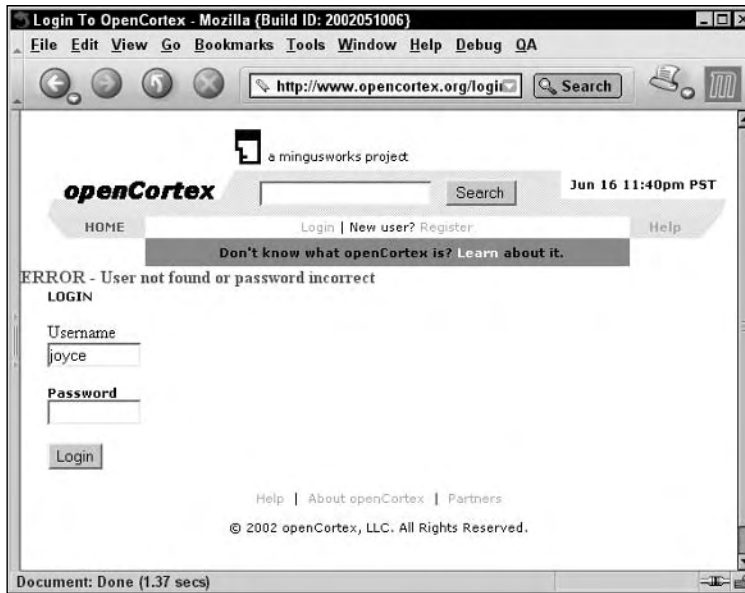 Login To OpenCortex - Mozilla {Build ID: 2002051006}
File Edit View Go Bookmarks Tools Window Help Debug QA
http://www.opencortex.org/login Search
a mingusworks project
openCortex Search Jun 16 11:40pm PST
HOME Login | New user? Register Help
Don't know what openCortex is? Learn about it.
ERROR - User not found or password incorrect
LOGIN
Username
joyce
Password
Login
Help | About openCortex | Partners
© 2002 openCortex, LLC. All Rights Reserved.
Document: Done (1.37 secs)